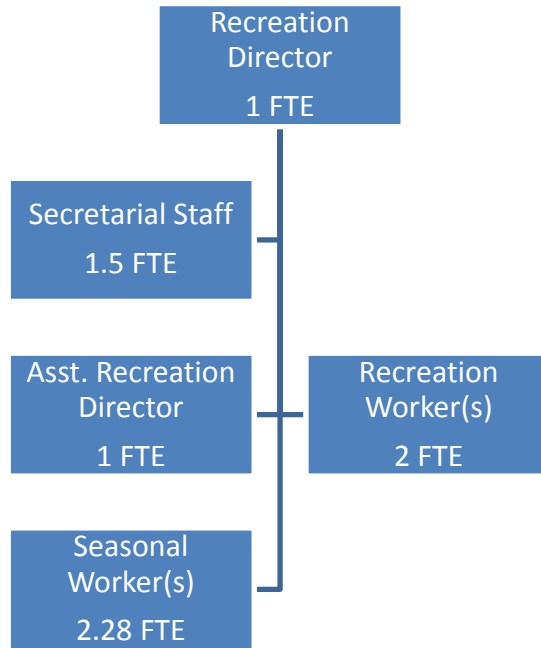 Recreation
Director
1 FTE
Secretarial Staff
1.5 FTE
Asst. Recreation
Director
1 FTE
Recreation
Worker(s)
2 FTE
Seasonal
Worker(s)
2.28 FTE